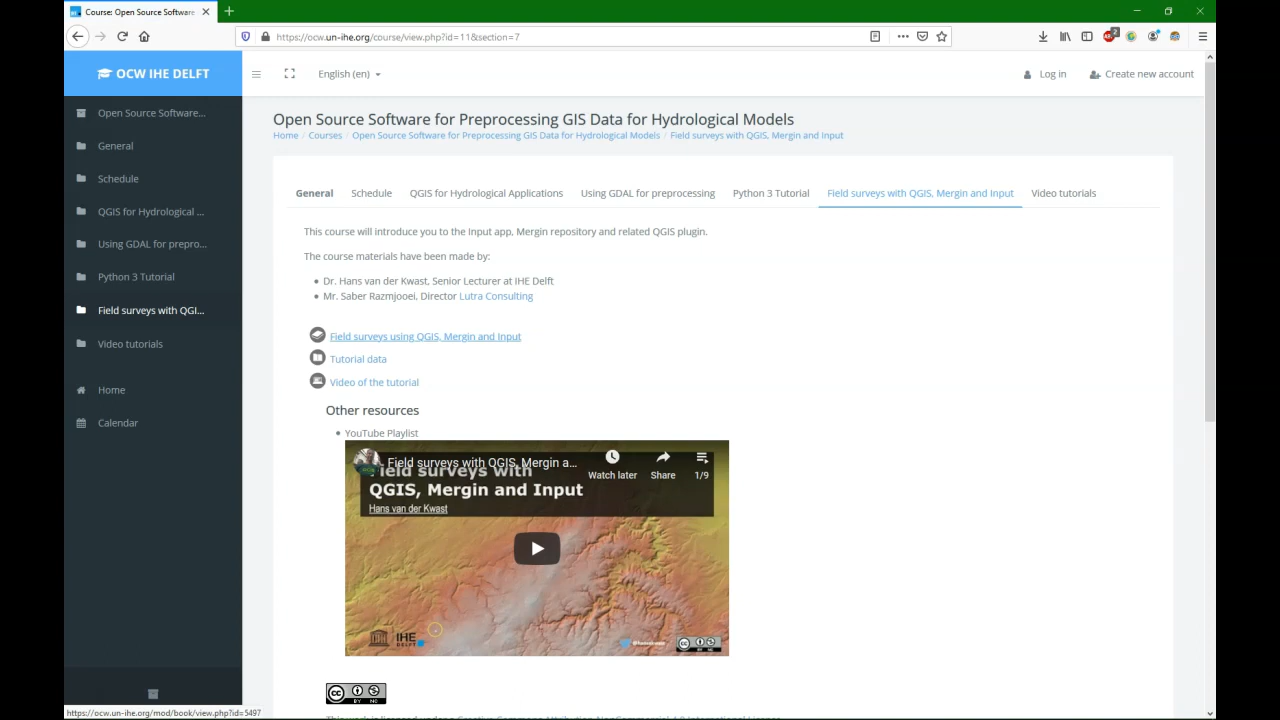 Course: Open Source Software
https://ocw.un-ihe.org/course/view.php?id=11&section=7
2
OCW IHE DELFT
English (en)
Log in
Create new account
Open Source Software...
General
Schedule
QGIS for Hydrological ...
Using GDAL for prepro...
Python 3 Tutorial
Field surveys with QGI...
Video tutorials
Home
Calendar
Open Source Software for Preprocessing GIS Data for Hydrological Models
Home / Courses / Open Source Software for Preprocessing GIS Data for Hydrological Models / Field surveys with QGIS, Mergin and Input
General Schedule QGIS for Hydrological Applications Using GDAL for preprocessing Python 3 Tutorial Field surveys with QGIS, Mergin and Input Video tutorials
This course will introduce you to the Input app, Mergin repository and related QGIS plugin.
The course materials have been made by:
Dr. Hans van der Kwast, Senior Lecturer at IHE Delft
Mr. Saber Razmjooei, Director Lutra Consulting
Field surveys using QGIS, Mergin and Input
Tutorial data
Video of the tutorial
Other resources
YouTube Playlist
Field surveys with QGIS, Mergin a...
Watch later
Share
1/9
Field surveys with
QGIS, Mergin and Input
Hans van der Kwast
IHE
DELFT
cc BY NC
cc BY NC
https://ocw.un-ihe.org/mod/book/view.php?id=5497